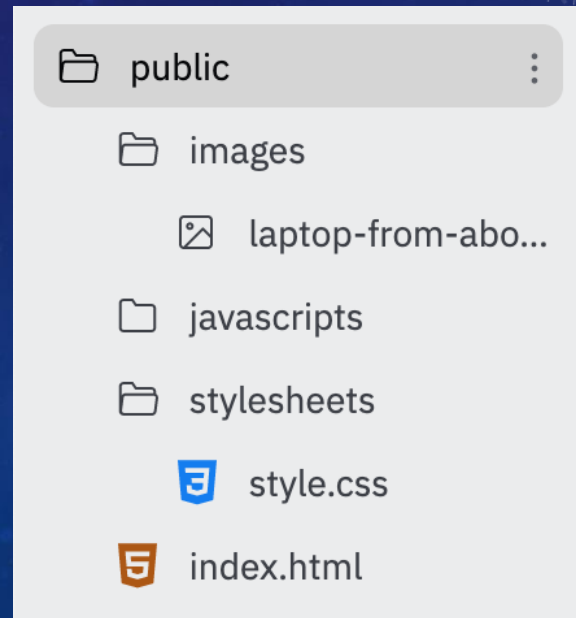 public
images
laptop-from-abo...
javascripts
stylesheets
style.css
index.html